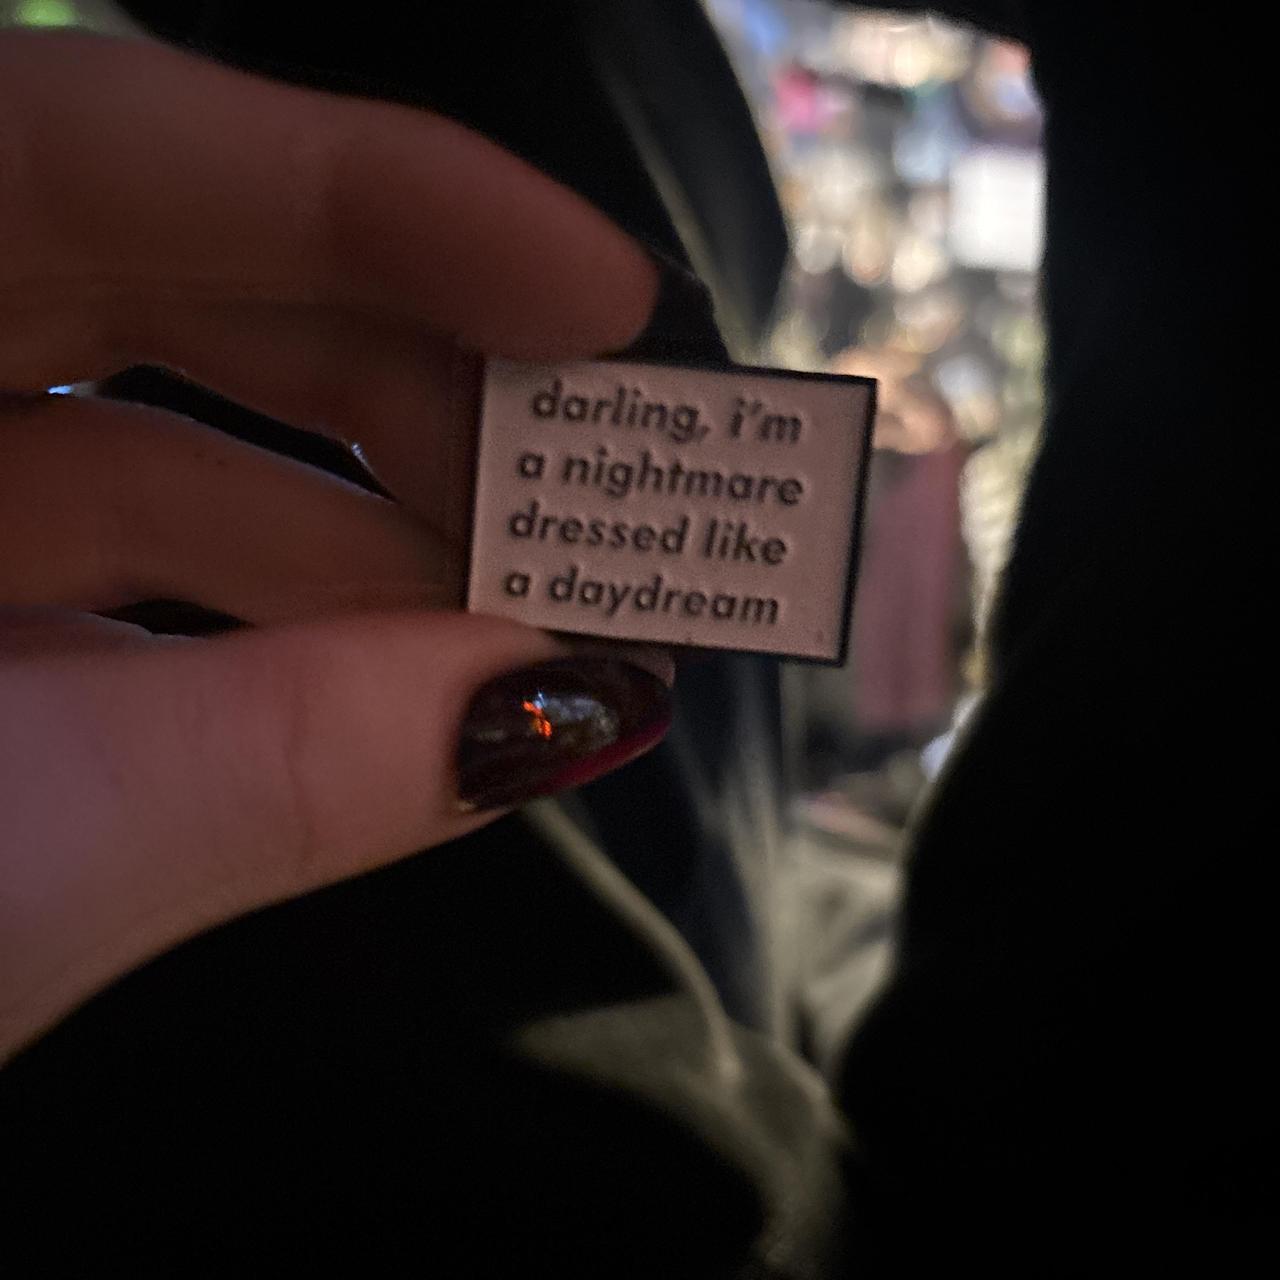 darling, i'm
a nightmare
dressed like
a daydream